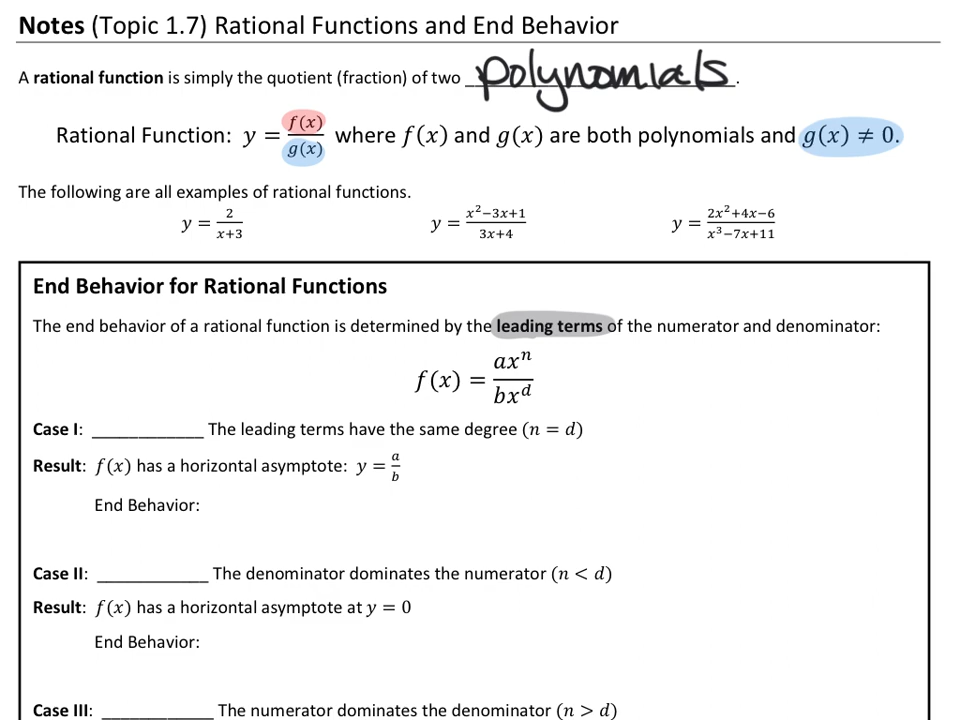 Notes (Topic 1.7) Rational Functions and End Behavior
A rational function is simply the quotient (fraction) of two polynomials.
Rational Function: y = f(x)/g(x) where f(x) and g(x) are both polynomials and g(x) ≠ 0.
The following are all examples of rational functions.
y = 2/(x+3) y = (x²−3x+1)/(3x+4) y = (2x²+4x−6)/(x³−7x+11)
End Behavior for Rational Functions
The end behavior of a rational function is determined by the leading terms of the numerator and denominator:
f(x) = axⁿ/bxᵈ
Case I: ____________ The leading terms have the same degree (n = d)
Result: f(x) has a horizontal asymptote: y = a/b
End Behavior:
Case II: ____________ The denominator dominates the numerator (n < d)
Result: f(x) has a horizontal asymptote at y = 0
End Behavior:
Case III: ____________ The numerator dominates the denominator (n > d)